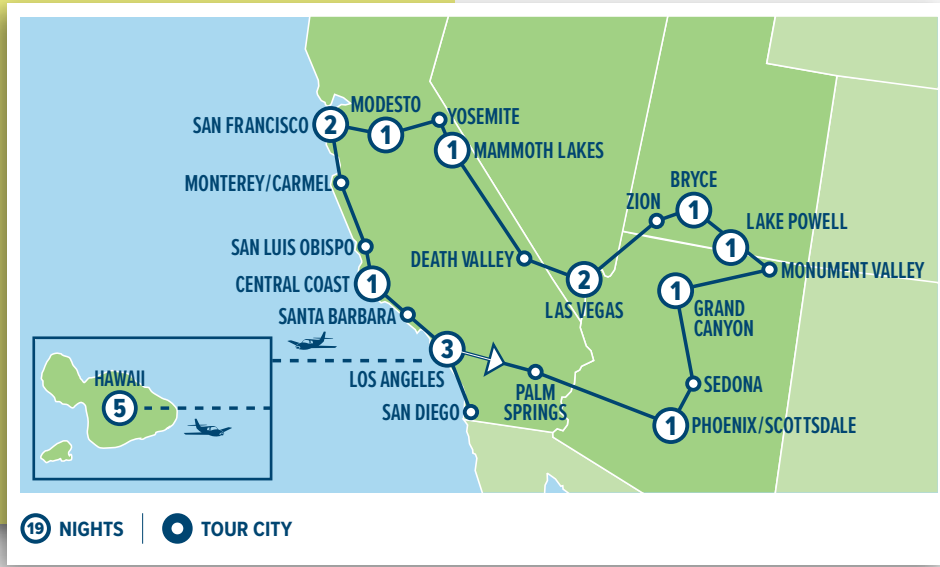 MODESTO
SAN FRANCISCO
2
1
YOSEMITE
1
MAMMOTH LAKES
MONTEREY/CARMEL
BRYCE
ZION
1
LAKE POWELL
1
SAN LUIS OBISPO
DEATH VALLEY
MONUMENT VALLEY
CENTRAL COAST
1
2
LAS VEGAS
1
GRAND
CANYON
SANTA BARBARA
3
LOS ANGELES
HAWAII
5
PALM
SPRINGS
SEDONA
SAN DIEGO
1
PHOENIX/SCOTTSDALE
19 NIGHTS
TOUR CITY